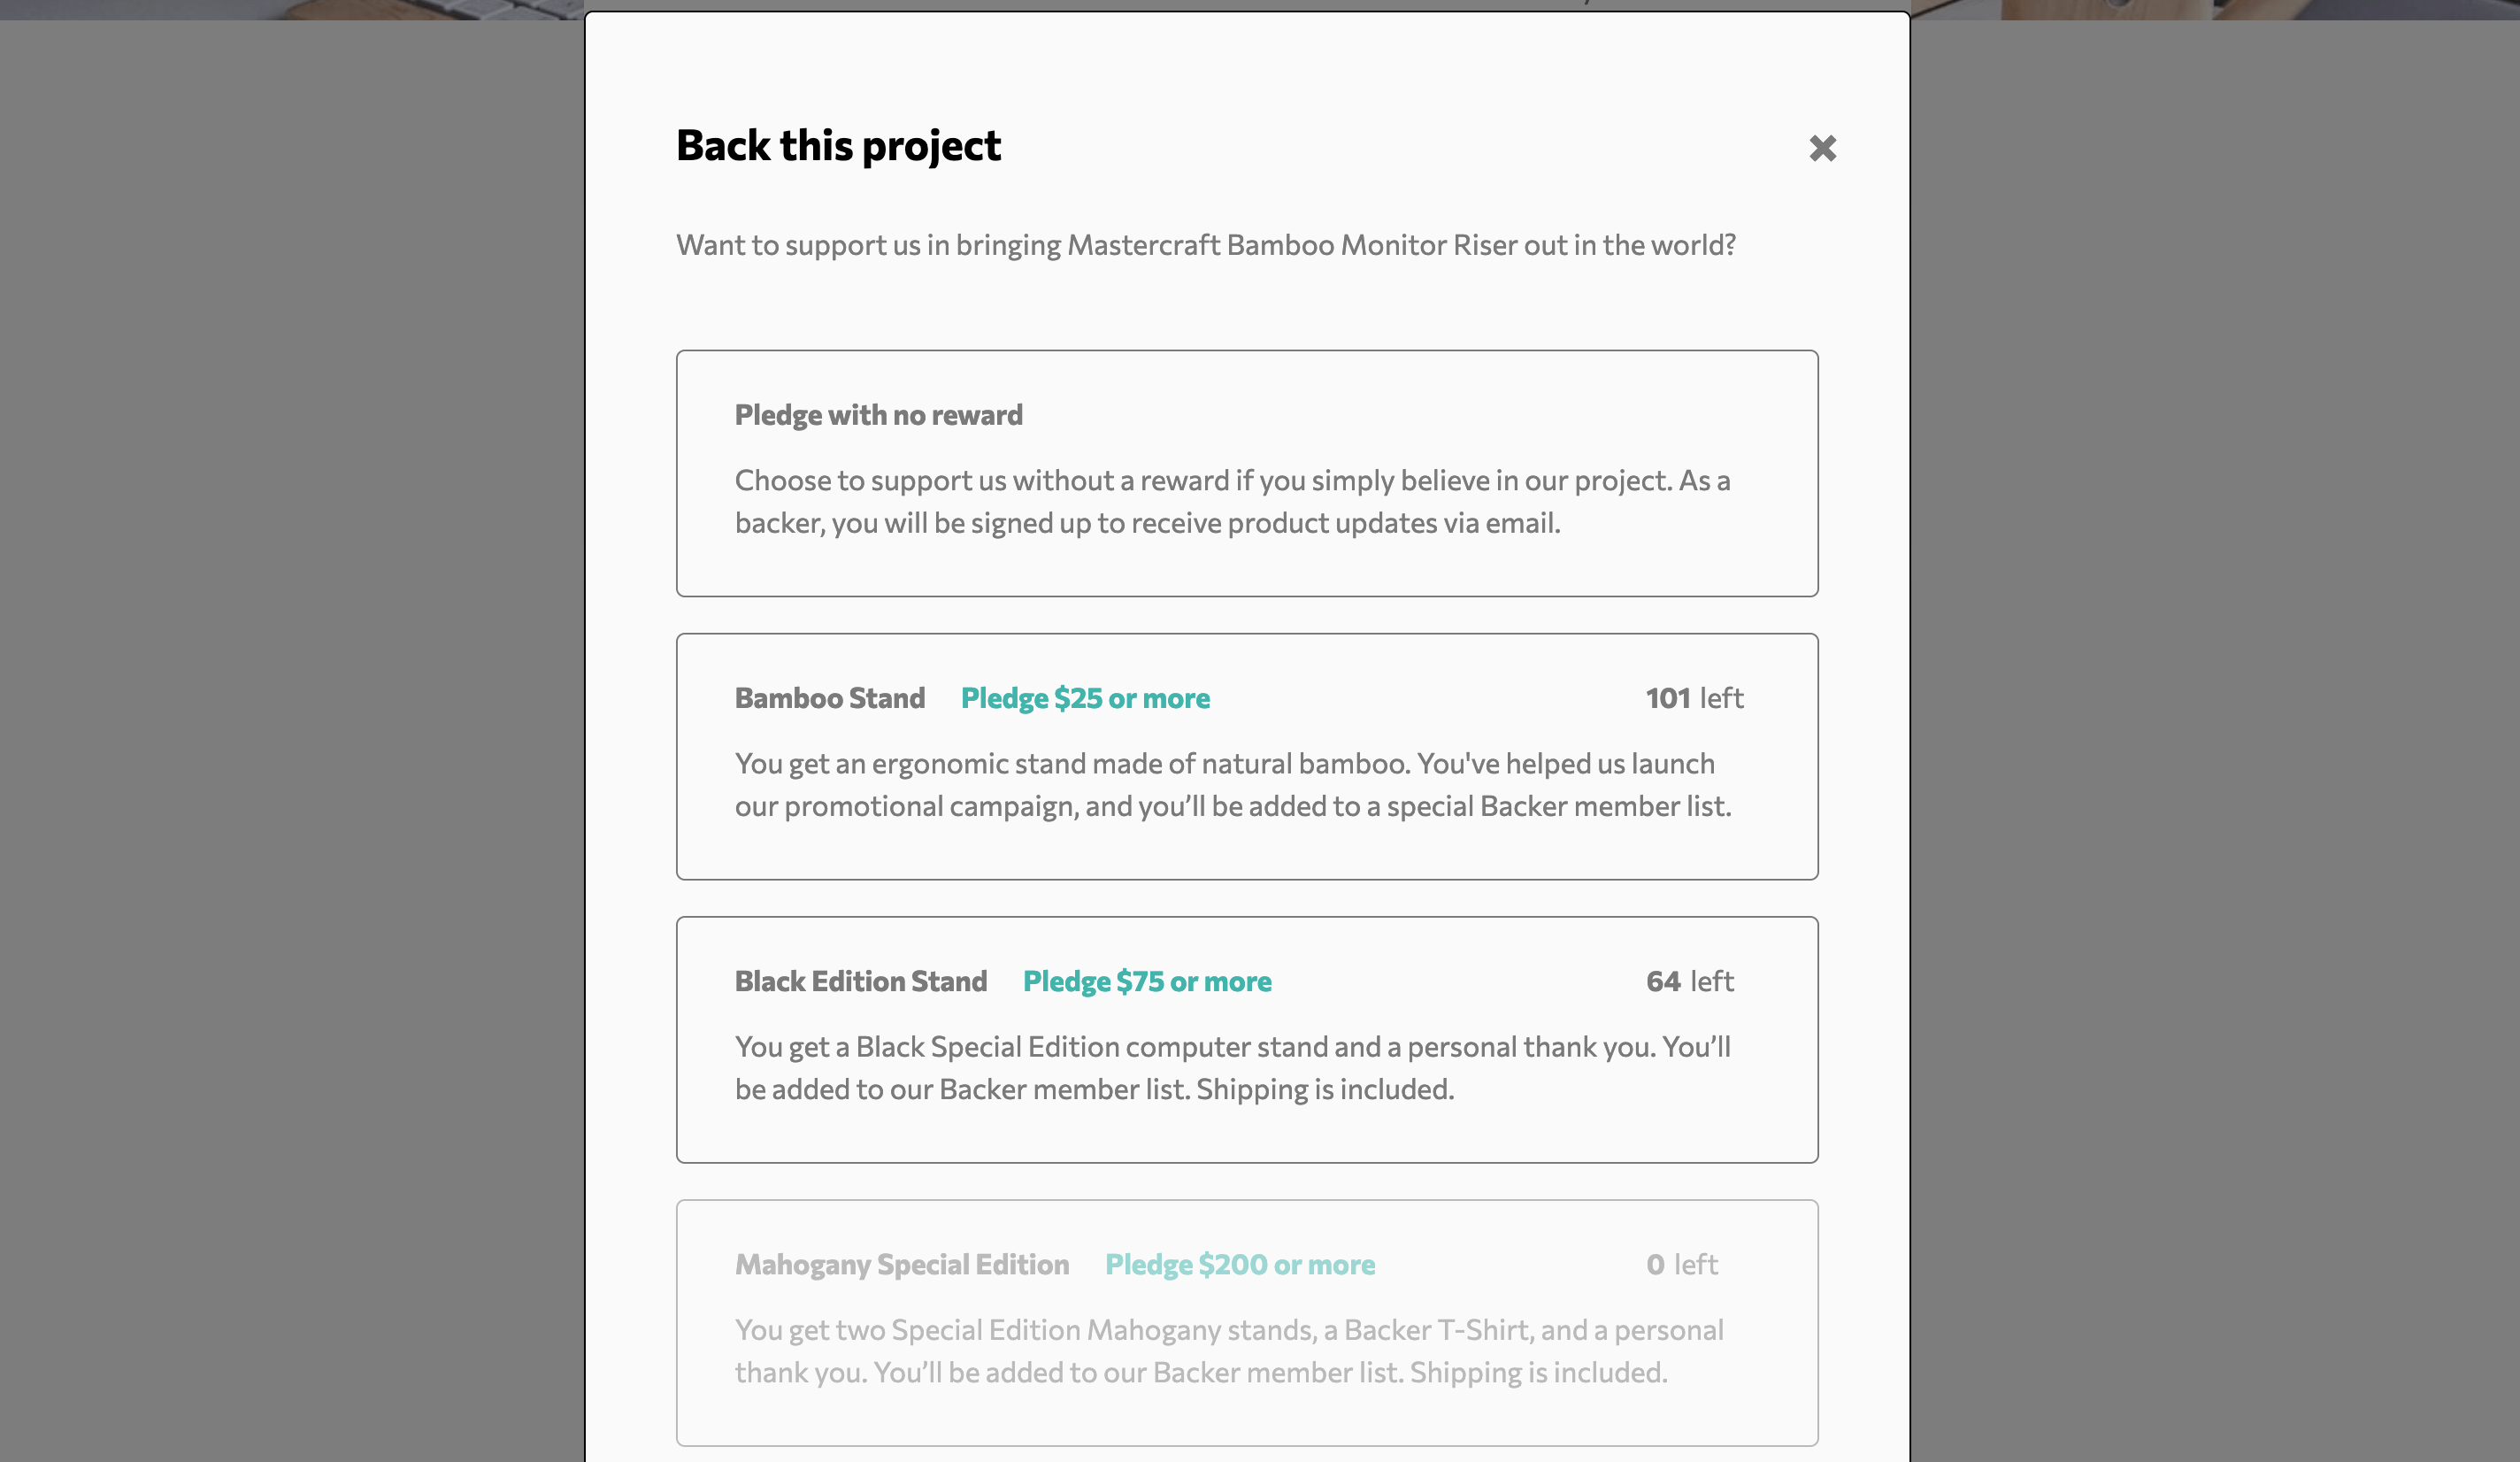 Back this project
Want to support us in bringing Mastercraft Bamboo Monitor Riser out in the world?
Pledge with no reward
Choose to support us without a reward if you simply believe in our project. As a
backer, you will be signed up to receive product updates via email.
Bamboo Stand Pledge $25 or more 101 left
You get an ergonomic stand made of natural bamboo. You've helped us launch
our promotional campaign, and you’ll be added to a special Backer member list.
Black Edition Stand Pledge $75 or more 64 left
You get a Black Special Edition computer stand and a personal thank you. You’ll
be added to our Backer member list. Shipping is included.
Mahogany Special Edition Pledge $200 or more 0 left
You get two Special Edition Mahogany stands, a Backer T-Shirt, and a personal
thank you. You’ll be added to our Backer member list. Shipping is included.